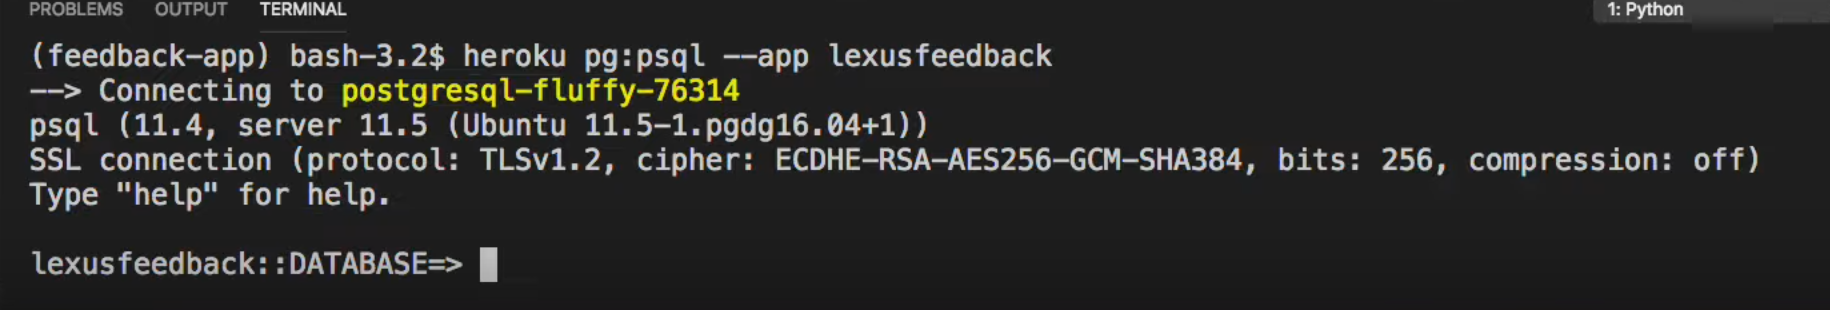 PROBLEMS OUTPUT TERMINAL 1: Python
(feedback-app) bash-3.2$ heroku pg:psql --app lexusfeedback
--> Connecting to postgresql-fluffy-76314
psql (11.4, server 11.5 (Ubuntu 11.5-1.pgdg16.04+1))
SSL connection (protocol: TLSv1.2, cipher: ECDHE-RSA-AES256-GCM-SHA384, bits: 256, compression: off)
Type "help" for help.
lexusfeedback::DATABASE=>